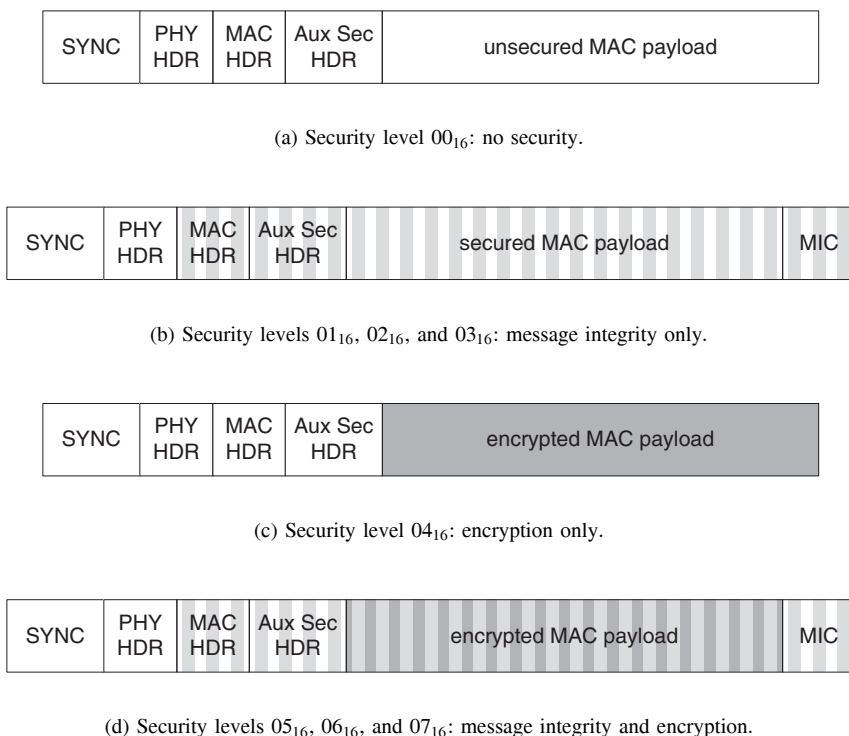 SYNC PHY HDR MAC HDR Aux Sec HDR unsecured MAC payload
(a) Security level 00₁₆: no security.
SYNC PHY HDR MAC HDR Aux Sec HDR secured MAC payload MIC
(b) Security levels 01₁₆, 02₁₆, and 03₁₆: message integrity only.
SYNC PHY HDR MAC HDR Aux Sec HDR encrypted MAC payload
(c) Security level 04₁₆: encryption only.
SYNC PHY HDR MAC HDR Aux Sec HDR encrypted MAC payload MIC
(d) Security levels 05₁₆, 06₁₆, and 07₁₆: message integrity and encryption.